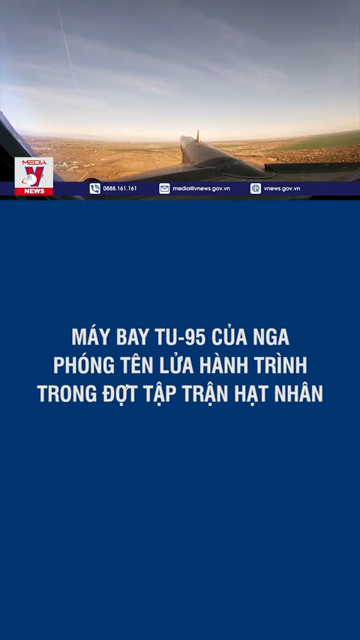 MEDIA
V
NEWS
0888.161.161
media@vnews.gov.vn
vnews.gov.vn
MÁY BAY TU-95 CỦA NGA
PHÓNG TÊN LỬA HÀNH TRÌNH
TRONG ĐỢT TẬP TRẬN HẠT NHÂN